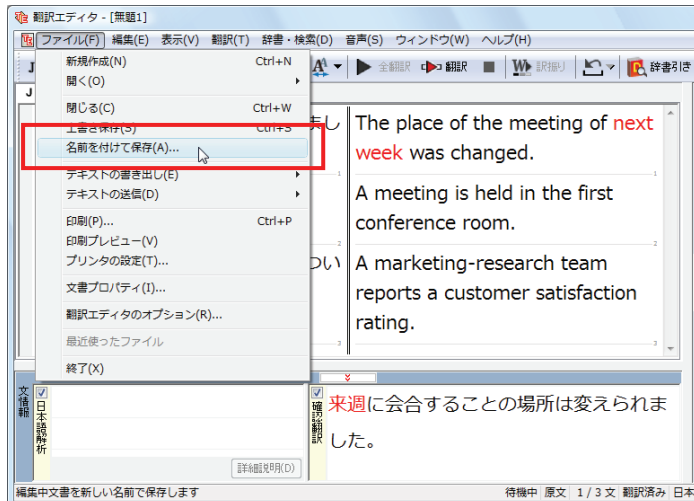 翻訳エディタ - [無題1]
ファイル(F) 編集(E) 表示(V) 翻訳(T) 辞書・検索(D) 音声(S) ウィンドウ(W) ヘルプ(H)
全翻訳 翻訳 訳振り 辞書引き
新規作成(N) Ctrl+N
開く(O)
閉じる(C) Ctrl+W
上書き保存(S) Ctrl+S
名前を付けて保存(A)...
テキストの書き出し(E)
テキストの送信(D)
印刷(P)... Ctrl+P
印刷プレビュー(V)
プリンタの設定(T)...
文書プロパティ(I)...
翻訳エディタのオプション(R)...
最近使ったファイル
終了(X)
まし
The place of the meeting of next
week was changed.
1
A meeting is held in the first
conference room.
2
つい
A marketing-research team
reports a customer satisfaction
rating.
3
文情報
日本語解析
詳細説明(D)
確認翻訳
来週に会合することの場所は変えられま
した。
編集中文書を新しい名前で保存します
待機中 原文 1 / 3 文 翻訳済み 日本